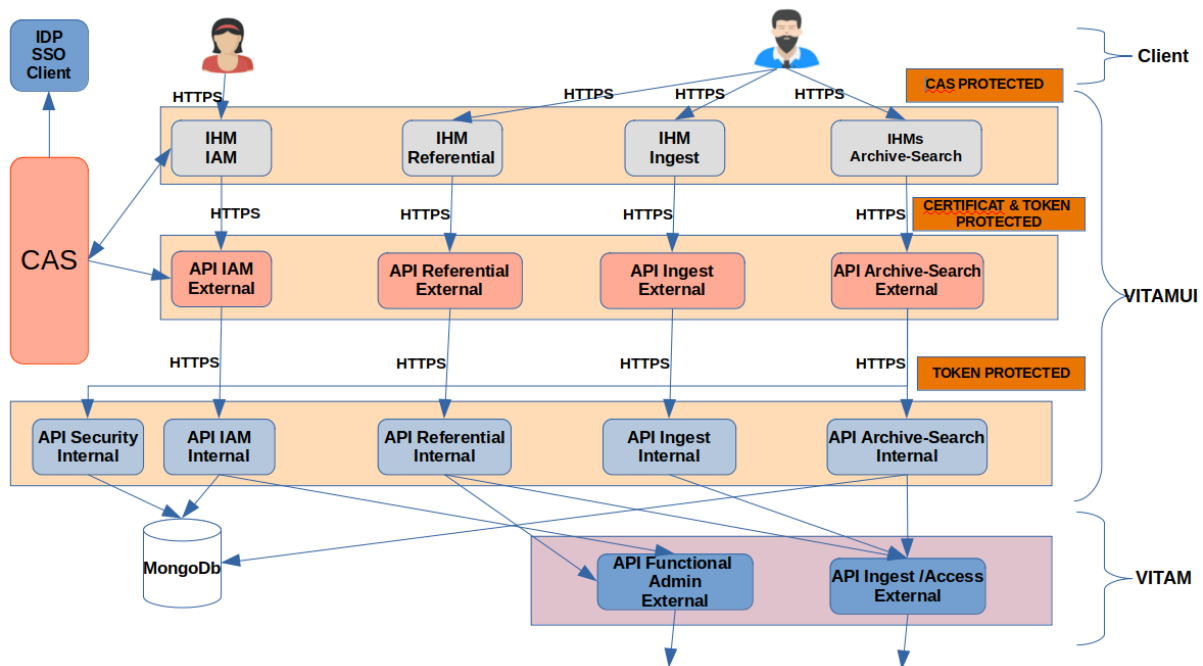 IDP
SSO
Client
Client
CAS PROTECTED
HTTPS
HTTPS
HTTPS
HTTPS
IHM
IAM
IHM
Referential
IHM
Ingest
IHMs
Archive-Search
CERTIFICAT & TOKEN
PROTECTED
HTTPS
HTTPS
HTTPS
HTTPS
CAS
API IAM
External
API Referential
External
API Ingest
External
API Archive-Search
External
VITAMUI
HTTPS
HTTPS
HTTPS
HTTPS
TOKEN PROTECTED
API Security
Internal
API IAM
Internal
API Referential
Internal
API Ingest
Internal
API Archive-Search
Internal
MongoDb
API Functional
Admin
External
API Ingest /Access
External
VITAM